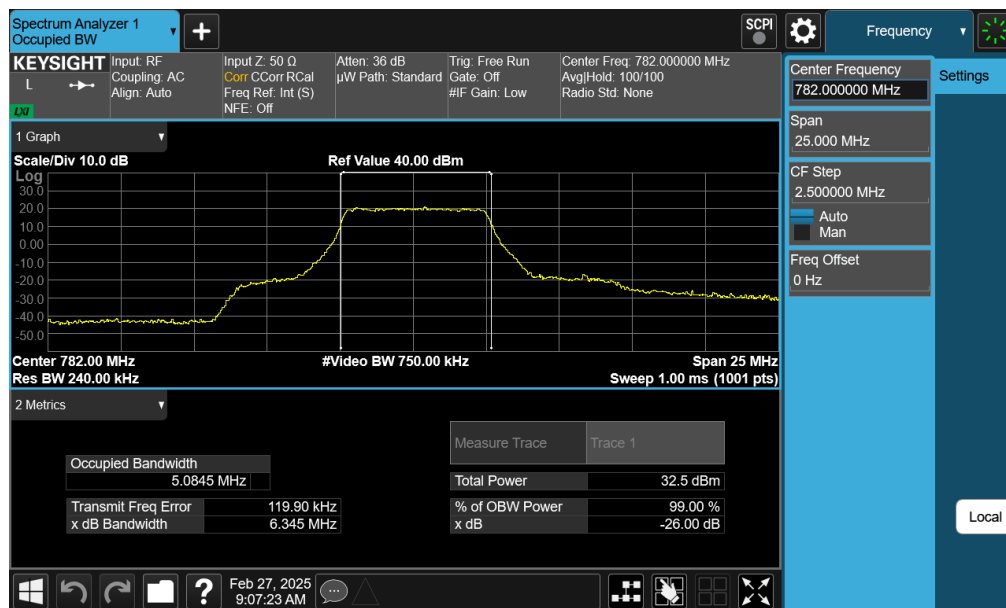 Spectrum Analyzer 1
Occupied BW
SCPI
Frequency
KEYSIGHT
L
LXI
Input: RF
Coupling: AC
Align: Auto
Input Z: 50 Ω
Corr CCorr RCal
Freq Ref: Int (S)
NFE: Off
Atten: 36 dB
µW Path: Standard
Trig: Free Run
Gate: Off
#IF Gain: Low
Center Freq: 782.000000 MHz
Avg|Hold: 100/100
Radio Std: None
Center Frequency
782.000000 MHz
Settings
Span
25.000 MHz
CF Step
2.500000 MHz
Auto
Man
Freq Offset
0 Hz
Local
1 Graph
Scale/Div 10.0 dB
Ref Value 40.00 dBm
Log
30.0
20.0
10.0
0.00
-10.0
-20.0
-30.0
-40.0
-50.0
Center 782.00 MHz
#Video BW 750.00 kHz
Span 25 MHz
Res BW 240.00 kHz
Sweep 1.00 ms (1001 pts)
2 Metrics
Measure Trace Trace 1
Occupied Bandwidth
5.0845 MHz
Total Power 32.5 dBm
Transmit Freq Error 119.90 kHz
% of OBW Power 99.00 %
x dB Bandwidth 6.345 MHz
x dB -26.00 dB
Feb 27, 2025
9:07:23 AM